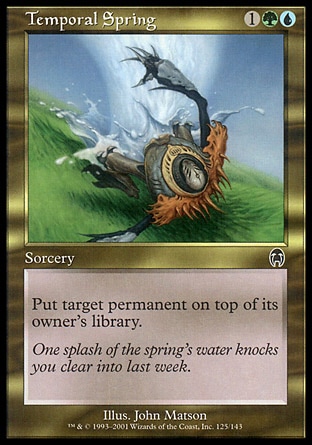 Temporal Spring 1
Sorcery
Put target permanent on top of its
owner's library.
One splash of the spring's water knocks
you clear into last week.
Illus. John Matson
™ & © 1993–2001 Wizards of the Coast, Inc. 125/143